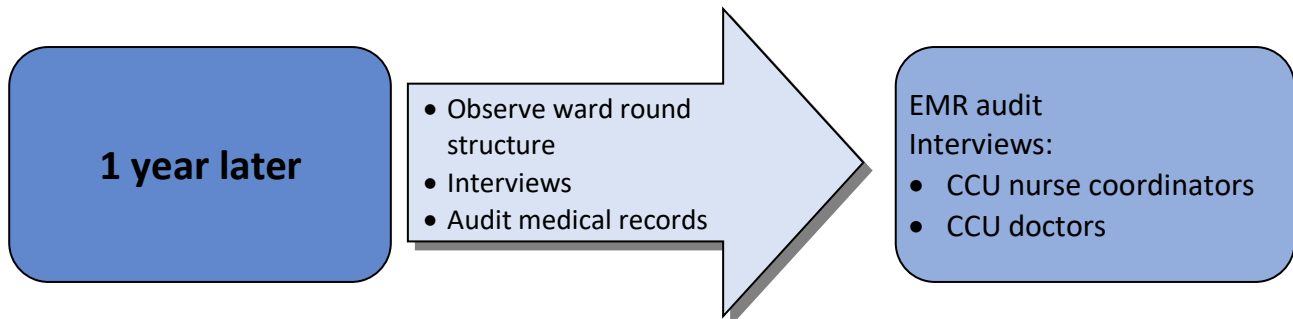 1 year later
• Observe ward round
structure
• Interviews
• Audit medical records
EMR audit
Interviews:
• CCU nurse coordinators
• CCU doctors